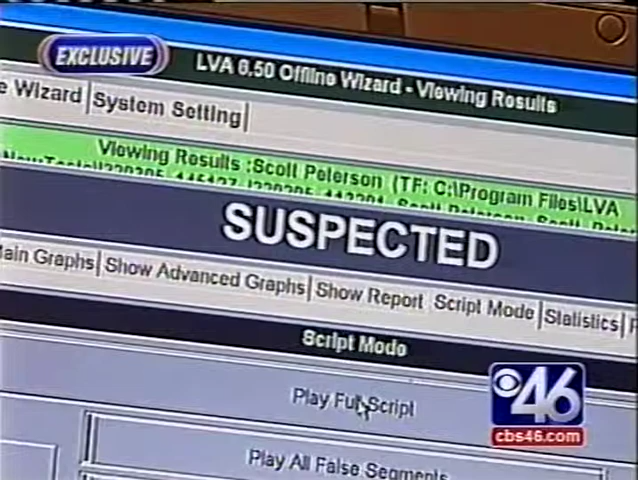 EXCLUSIVE
LVA 6.50 Offline Wizard - Viewing Results
e Wizard
System Setting
Viewing Results :Scott Peterson (TF: C:\Program Files\LVA
SUSPECTED
Main Graphs
Show Advanced Graphs
Show Report
Script Mode
Statistics
Script Mode
Play Full Script
46
cbs46.com
Play All False Segments